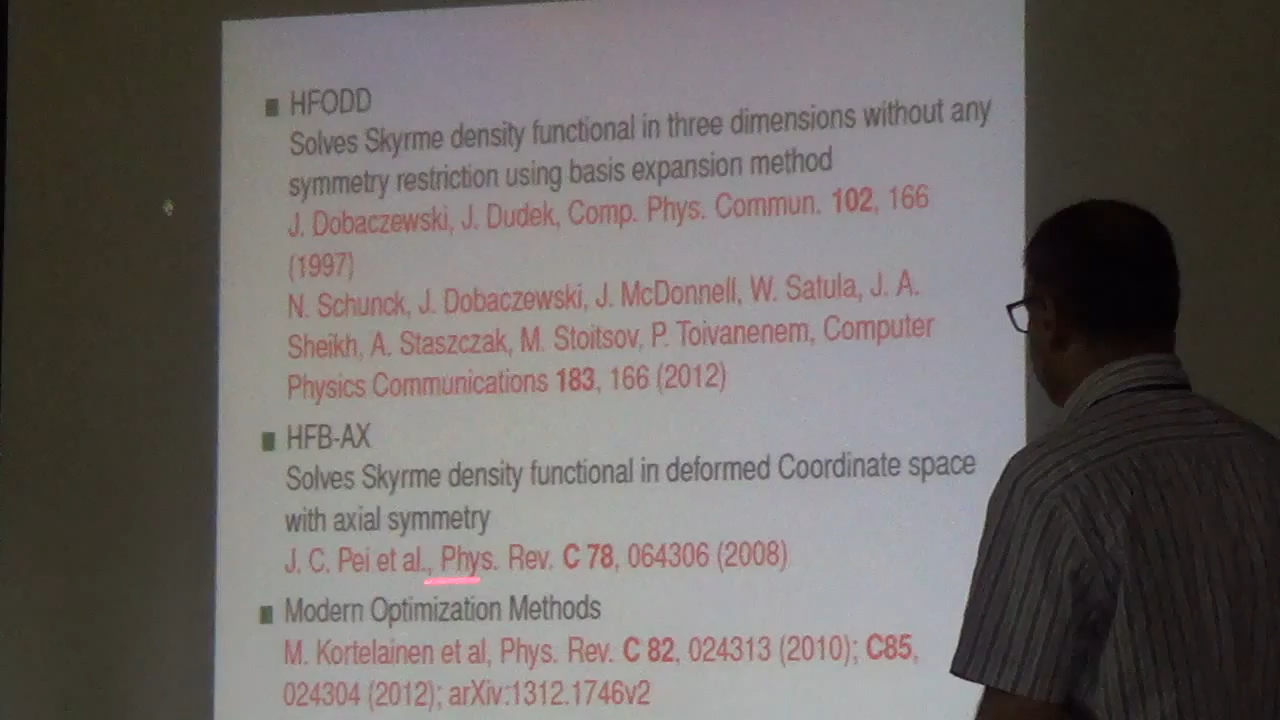 HFODD
Solves Skyrme density functional in three dimensions without any
symmetry restriction using basis expansion method
J. Dobaczewski, J. Dudek, Comp. Phys. Commun. 102, 166
(1997)
N. Schunck, J. Dobaczewski, J. McDonnell, W. Satula, J. A.
Sheikh, A. Staszczak, M. Stoitsov, P. Toivanenem, Computer
Physics Communications 183, 166 (2012)
HFB-AX
Solves Skyrme density functional in deformed Coordinate space
with axial symmetry
J. C. Pei et al., Phys. Rev. C 78, 064306 (2008)
Modern Optimization Methods
M. Kortelainen et al, Phys. Rev. C 82, 024313 (2010); C85,
024304 (2012); arXiv:1312.1746v2